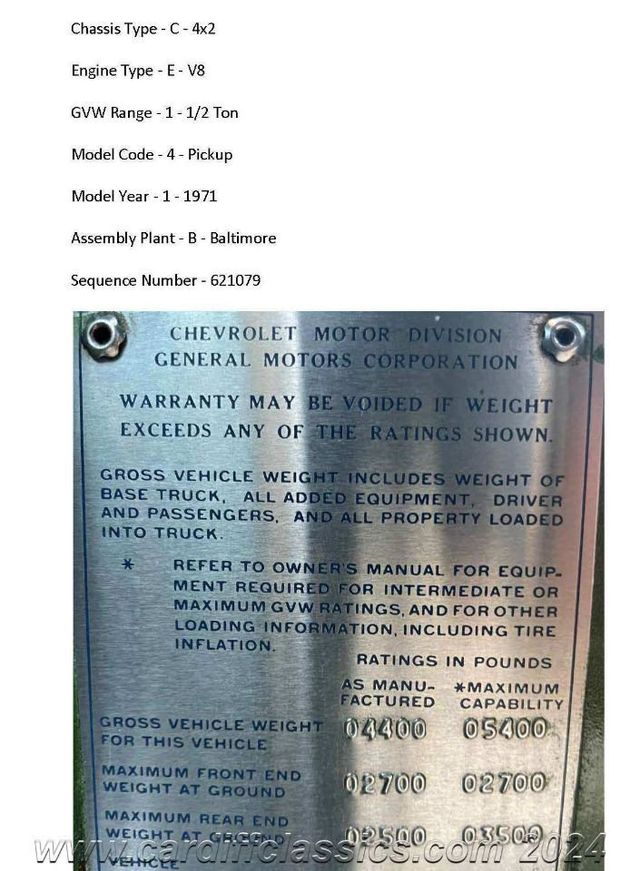 Chassis Type - C - 4x2
Engine Type - E - V8
GVW Range - 1 - 1/2 Ton
Model Code - 4 - Pickup
Model Year - 1 - 1971
Assembly Plant - B - Baltimore
Sequence Number - 621079
CHEVROLET MOTOR DIVISION
GENERAL MOTORS CORPORATION
WARRANTY MAY BE VOIDED IF WEIGHT
EXCEEDS ANY OF THE RATINGS SHOWN.
GROSS VEHICLE WEIGHT INCLUDES WEIGHT OF
BASE TRUCK, ALL ADDED EQUIPMENT, DRIVER
AND PASSENGERS, AND ALL PROPERTY LOADED
INTO TRUCK.
* REFER TO OWNER'S MANUAL FOR EQUIP-
MENT REQUIRED FOR INTERMEDIATE OR
MAXIMUM GVW RATINGS, AND FOR OTHER
LOADING INFORMATION, INCLUDING TIRE
INFLATION.
RATINGS IN POUNDS
AS MANU- *MAXIMUM
FACTURED CAPABILITY
GROSS VEHICLE WEIGHT 04400 05400
FOR THIS VEHICLE
MAXIMUM FRONT END
WEIGHT AT GROUND 02700 02700
MAXIMUM REAR END
WEIGHT AT GROUND 02500 03500
www.cardiffclassics.com 2024
VEHICLE